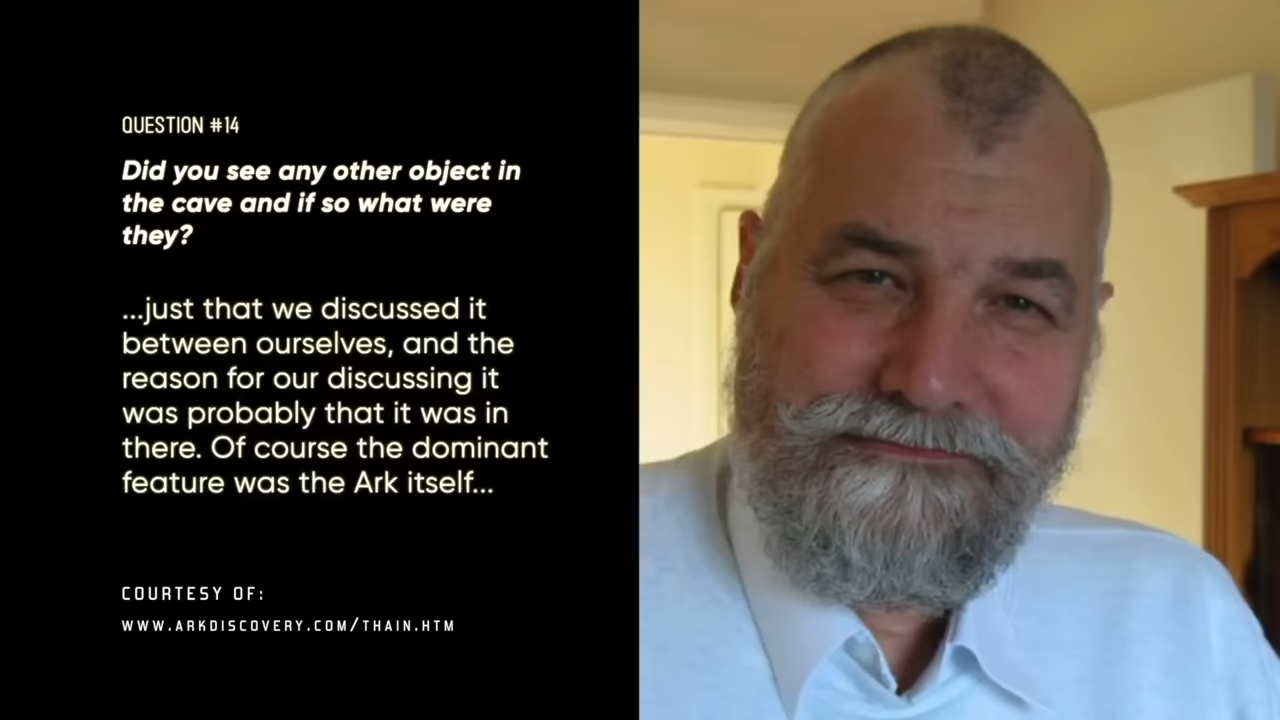 QUESTION #14
Did you see any other object in
the cave and if so what were
they?
...just that we discussed it
between ourselves, and the
reason for our discussing it
was probably that it was in
there. Of course the dominant
feature was the Ark itself...
COURTESY OF:
WWW.ARKDISCOVERY.COM/THAIN.HTM